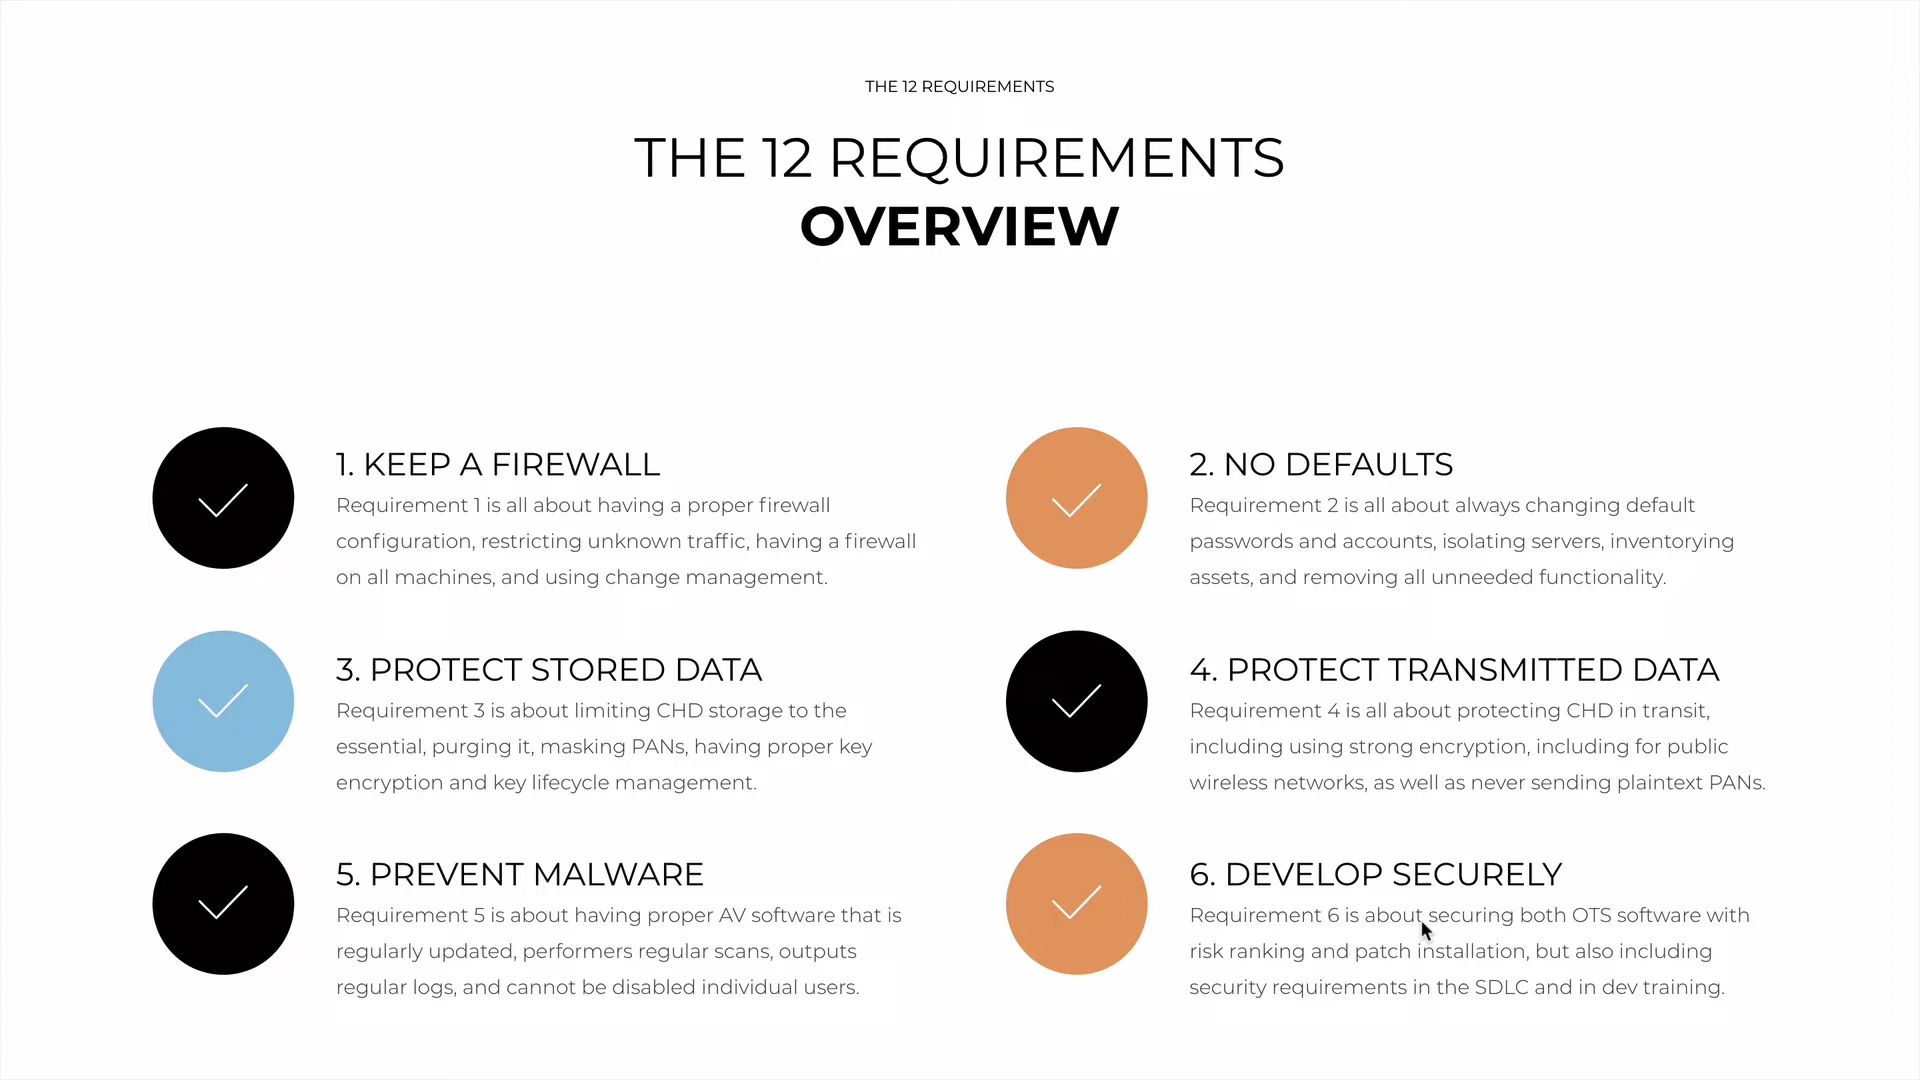 THE 12 REQUIREMENTS
THE 12 REQUIREMENTS
OVERVIEW
1. KEEP A FIREWALL
Requirement 1 is all about having a proper firewall
configuration, restricting unknown traffic, having a firewall
on all machines, and using change management.
2. NO DEFAULTS
Requirement 2 is all about always changing default
passwords and accounts, isolating servers, inventorying
assets, and removing all unneeded functionality.
3. PROTECT STORED DATA
Requirement 3 is about limiting CHD storage to the
essential, purging it, masking PANs, having proper key
encryption and key lifecycle management.
4. PROTECT TRANSMITTED DATA
Requirement 4 is all about protecting CHD in transit,
including using strong encryption, including for public
wireless networks, as well as never sending plaintext PANs.
5. PREVENT MALWARE
Requirement 5 is about having proper AV software that is
regularly updated, performers regular scans, outputs
regular logs, and cannot be disabled individual users.
6. DEVELOP SECURELY
Requirement 6 is about securing both OTS software with
risk ranking and patch installation, but also including
security requirements in the SDLC and in dev training.